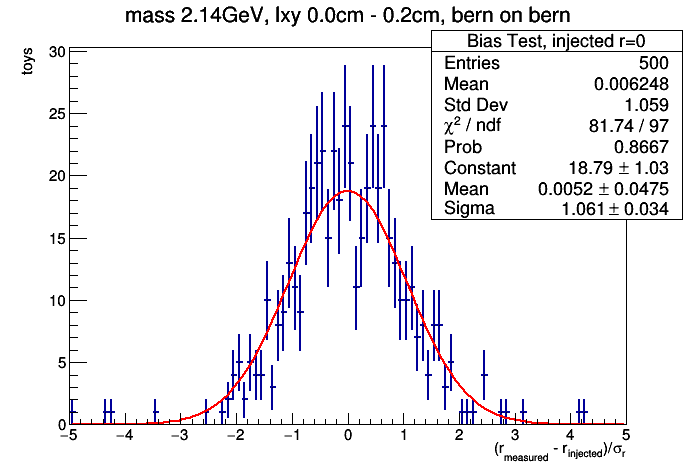 mass 2.14GeV, lxy 0.0cm - 0.2cm, bern on bern
Bias Test, injected r=0
Entries 500
Mean 0.006248
Std Dev 1.059
χ² / ndf 81.74 / 97
Prob 0.8667
Constant 18.79 ± 1.03
Mean 0.0052 ± 0.0475
Sigma 1.061 ± 0.034
toys
30
25
20
15
10
5
0
−5 −4 −3 −2 −1 0 1 2 3 4 5
(r_measured - r_injected)/σ_r